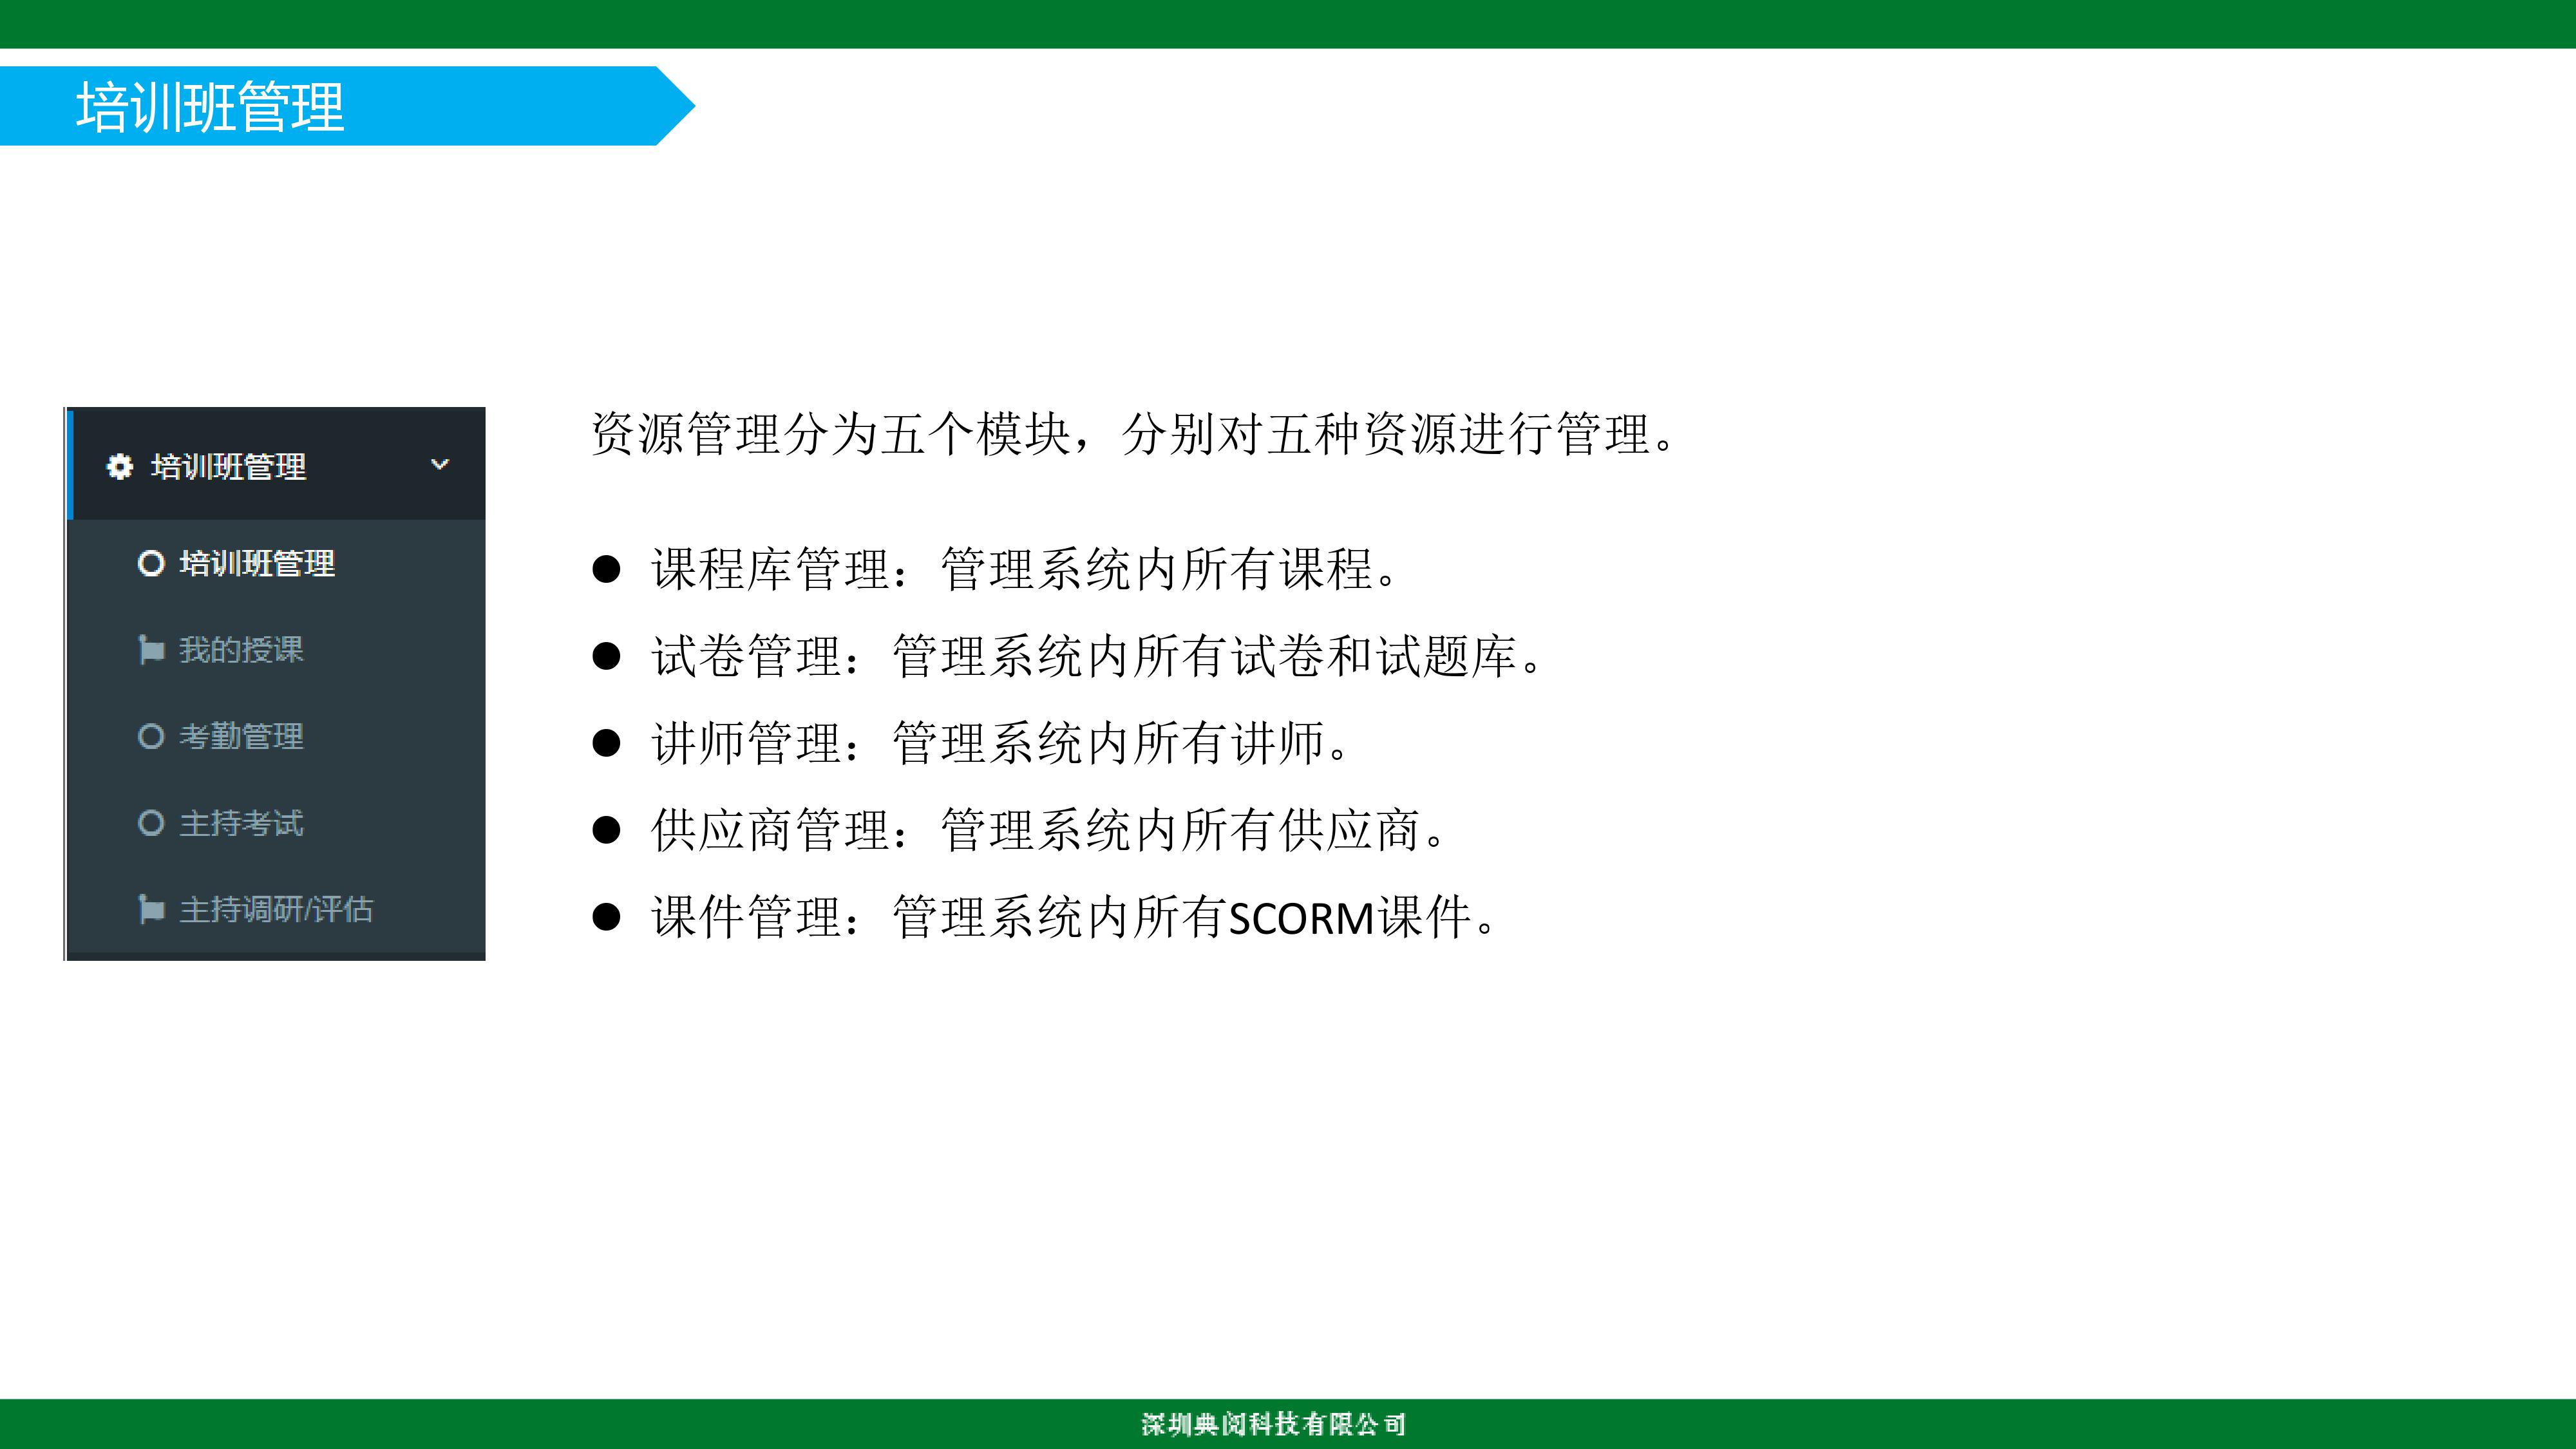 培训班管理
培训班管理
培训班管理
我的授课
考勤管理
主持考试
主持调研/评估
资源管理分为五个模块，分别对五种资源进行管理。
● 课程库管理：管理系统内所有课程。
● 试卷管理：管理系统内所有试卷和试题库。
● 讲师管理：管理系统内所有讲师。
● 供应商管理：管理系统内所有供应商。
● 课件管理：管理系统内所有SCORM课件。
深圳典阅科技有限公司